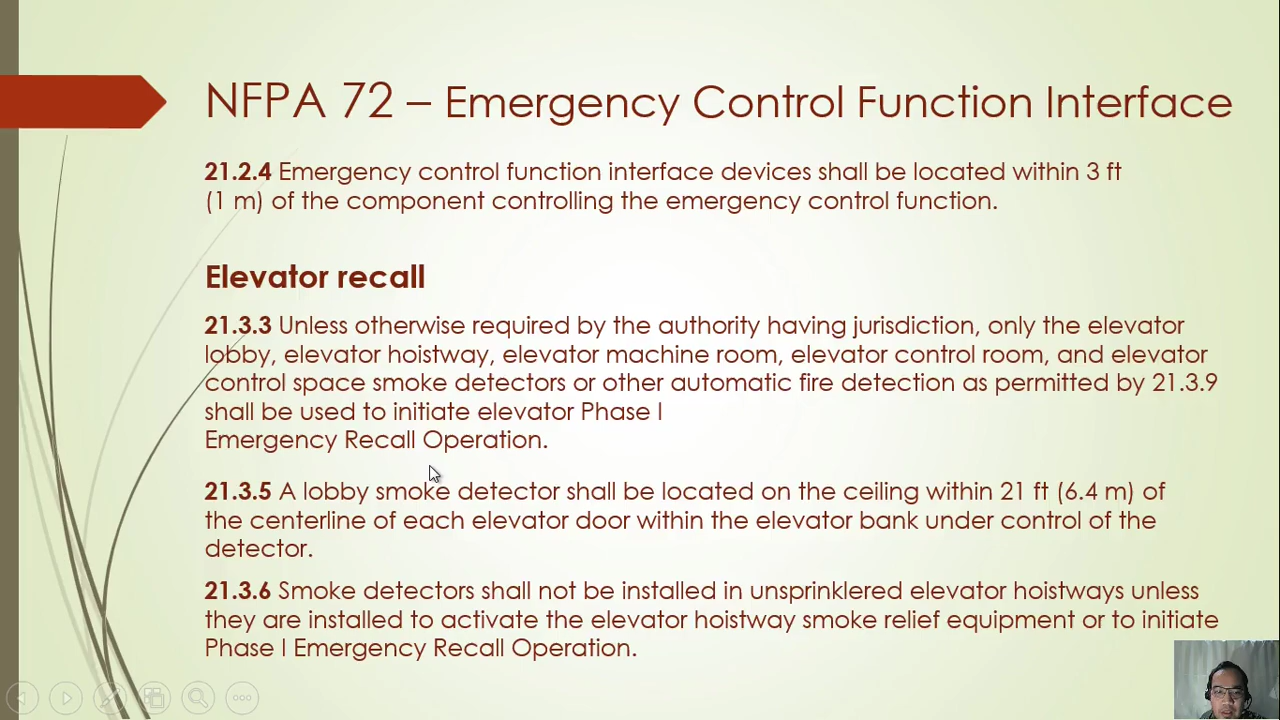 NFPA 72 – Emergency Control Function Interface
21.2.4 Emergency control function interface devices shall be located within 3 ft
(1 m) of the component controlling the emergency control function.
Elevator recall
21.3.3 Unless otherwise required by the authority having jurisdiction, only the elevator
lobby, elevator hoistway, elevator machine room, elevator control room, and elevator
control space smoke detectors or other automatic fire detection as permitted by 21.3.9
shall be used to initiate elevator Phase I
Emergency Recall Operation.
21.3.5 A lobby smoke detector shall be located on the ceiling within 21 ft (6.4 m) of
the centerline of each elevator door within the elevator bank under control of the
detector.
21.3.6 Smoke detectors shall not be installed in unsprinklered elevator hoistways unless
they are installed to activate the elevator hoistway smoke relief equipment or to initiate
Phase I Emergency Recall Operation.